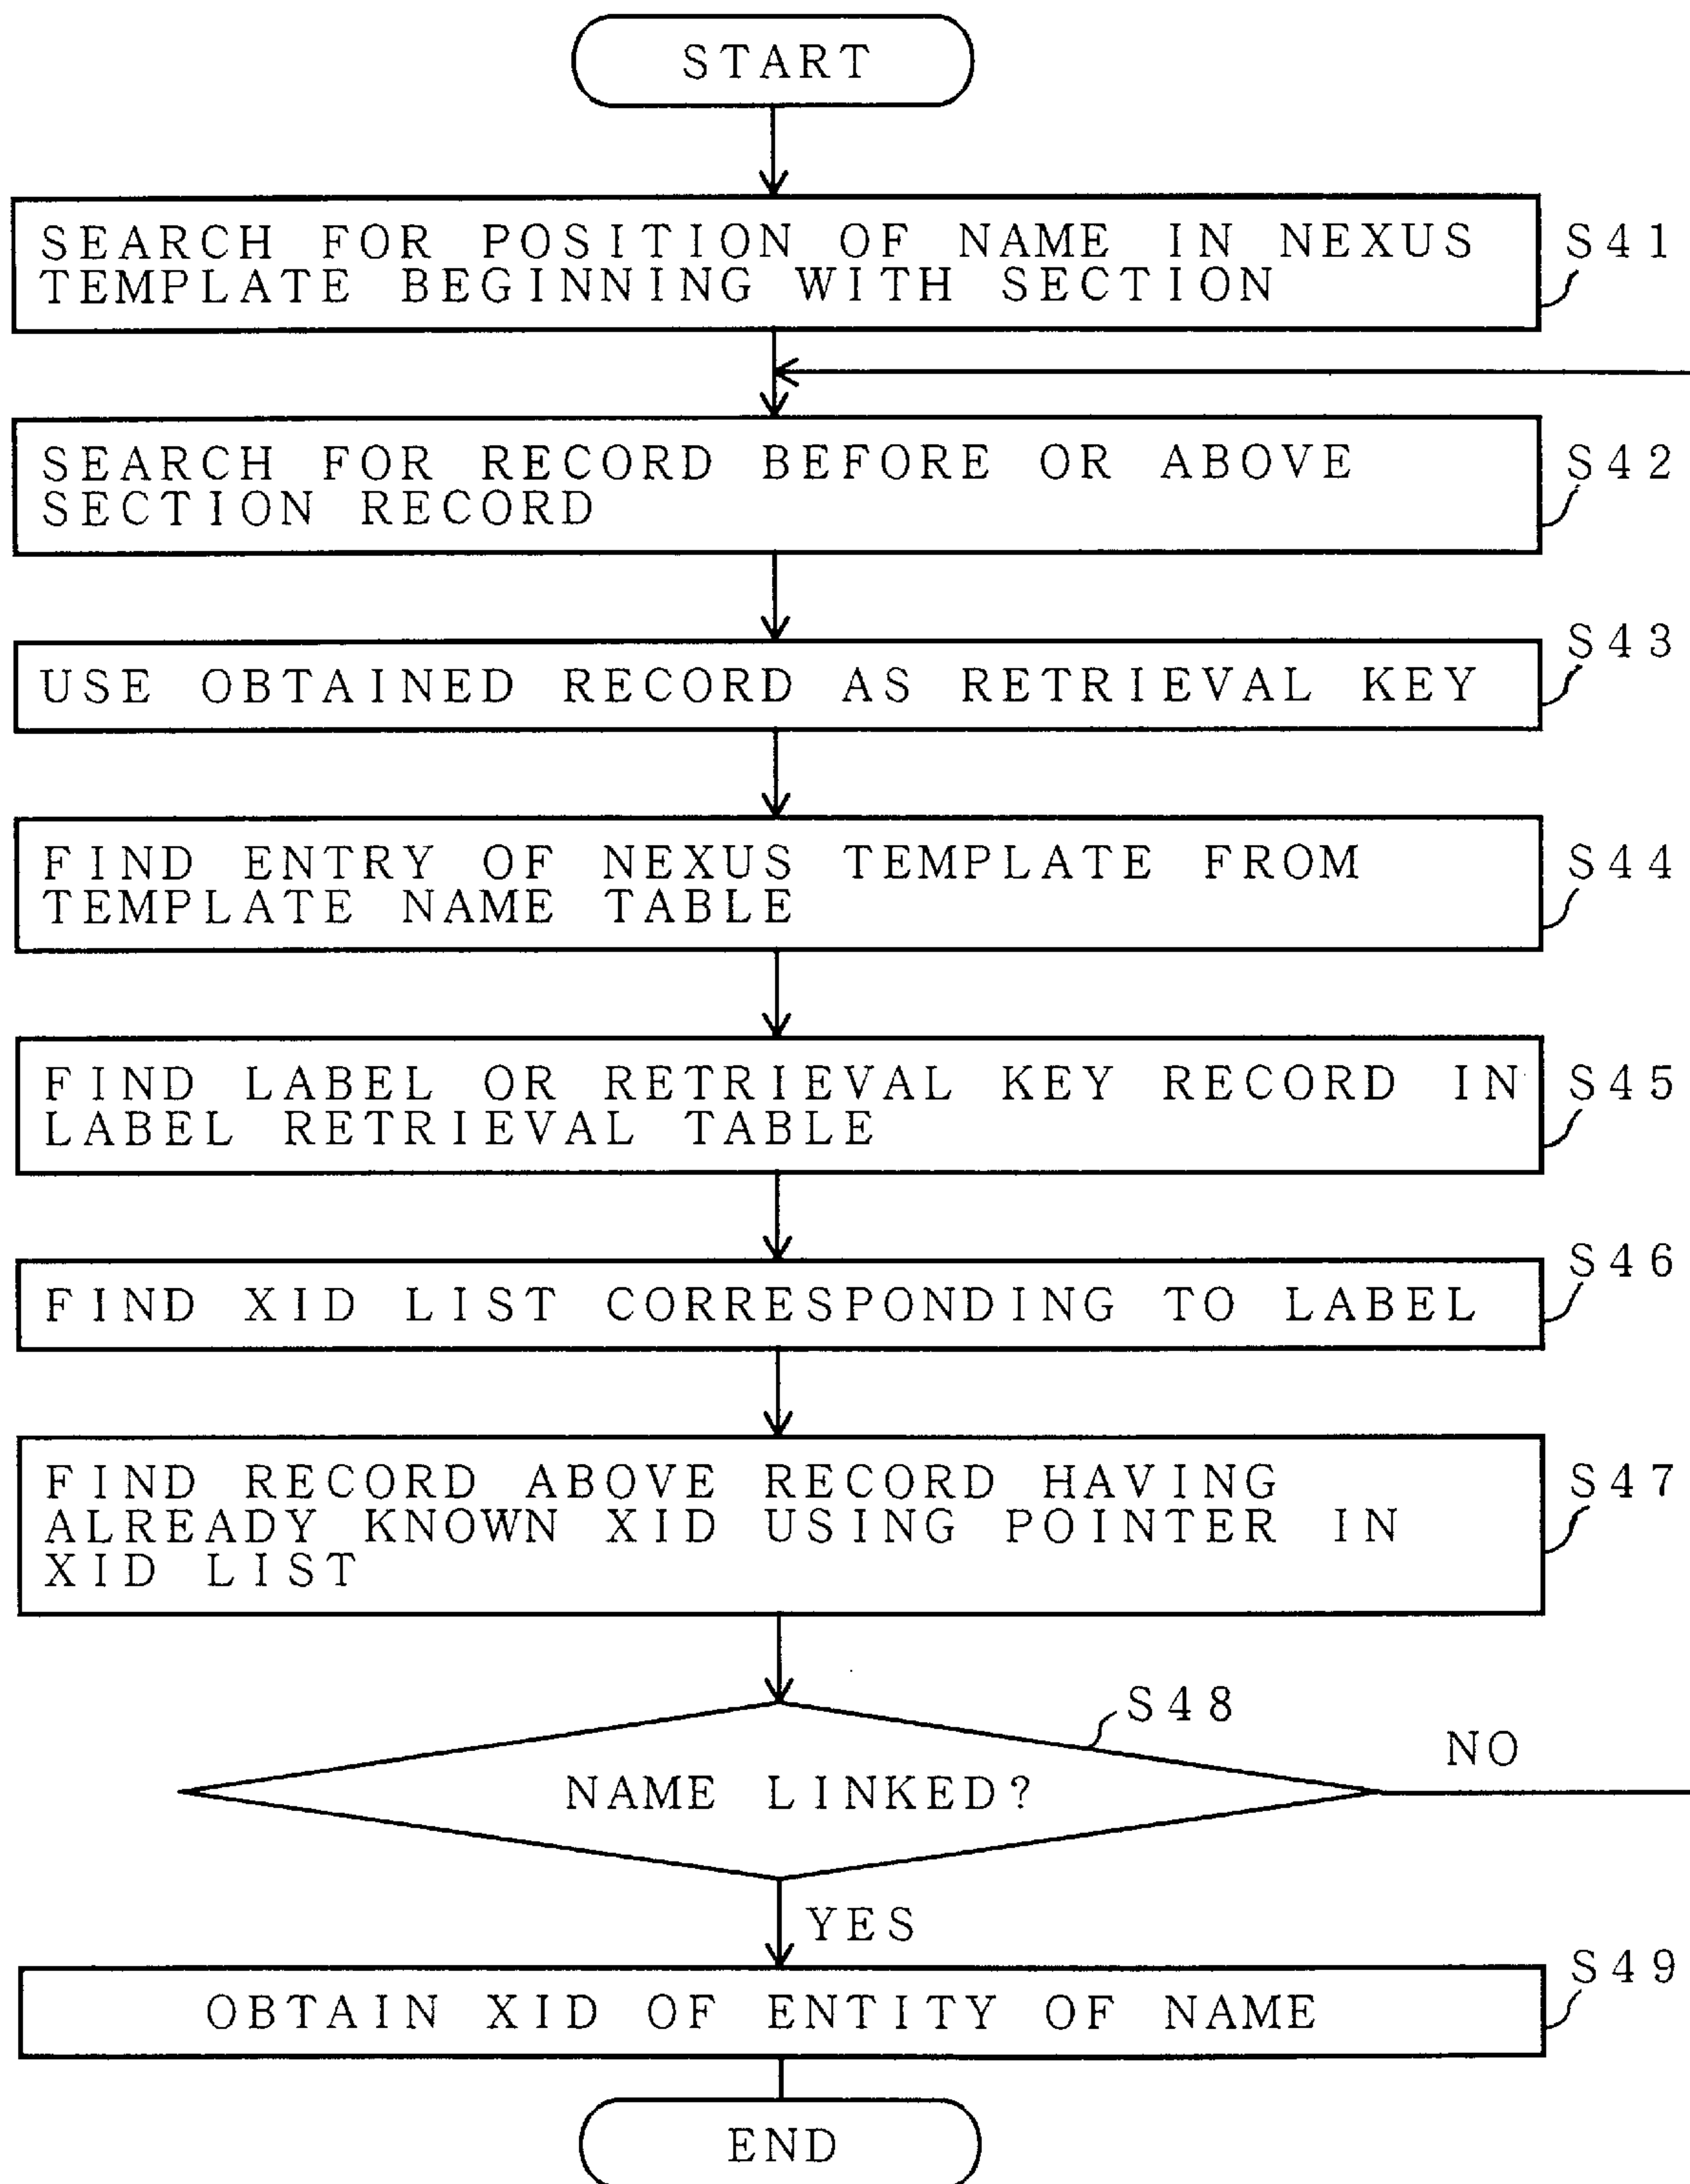 START
SEARCH FOR POSITION OF NAME IN NEXUS
TEMPLATE BEGINNING WITH SECTION
S41
SEARCH FOR RECORD BEFORE OR ABOVE
SECTION RECORD
S42
USE OBTAINED RECORD AS RETRIEVAL KEY
S43
FIND ENTRY OF NEXUS TEMPLATE FROM
TEMPLATE NAME TABLE
S44
FIND LABEL OR RETRIEVAL KEY RECORD IN
LABEL RETRIEVAL TABLE
S45
FIND XID LIST CORRESPONDING TO LABEL
S46
FIND RECORD ABOVE RECORD HAVING
ALREADY KNOWN XID USING POINTER IN
XID LIST
S47
NAME LINKED?
S48
NO
YES
OBTAIN XID OF ENTITY OF NAME
S49
END